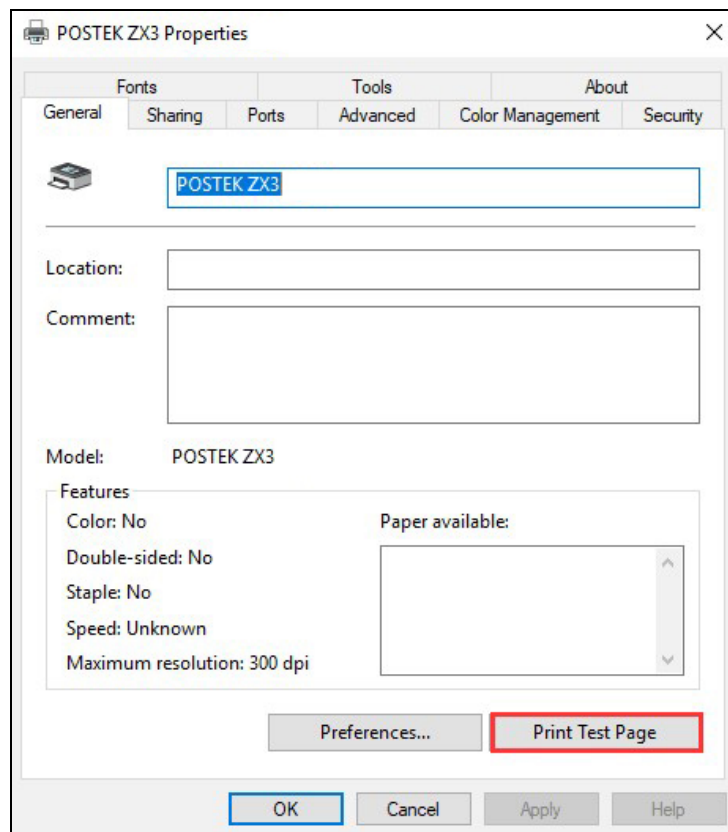 POSTEK ZX3 Properties
Fonts Tools About
General Sharing Ports Advanced Color Management Security
POSTEK ZX3
Location:
Comment:
Model: POSTEK ZX3
Features
Color: No Paper available:
Double-sided: No
Staple: No
Speed: Unknown
Maximum resolution: 300 dpi
Preferences... Print Test Page
OK Cancel Apply Help